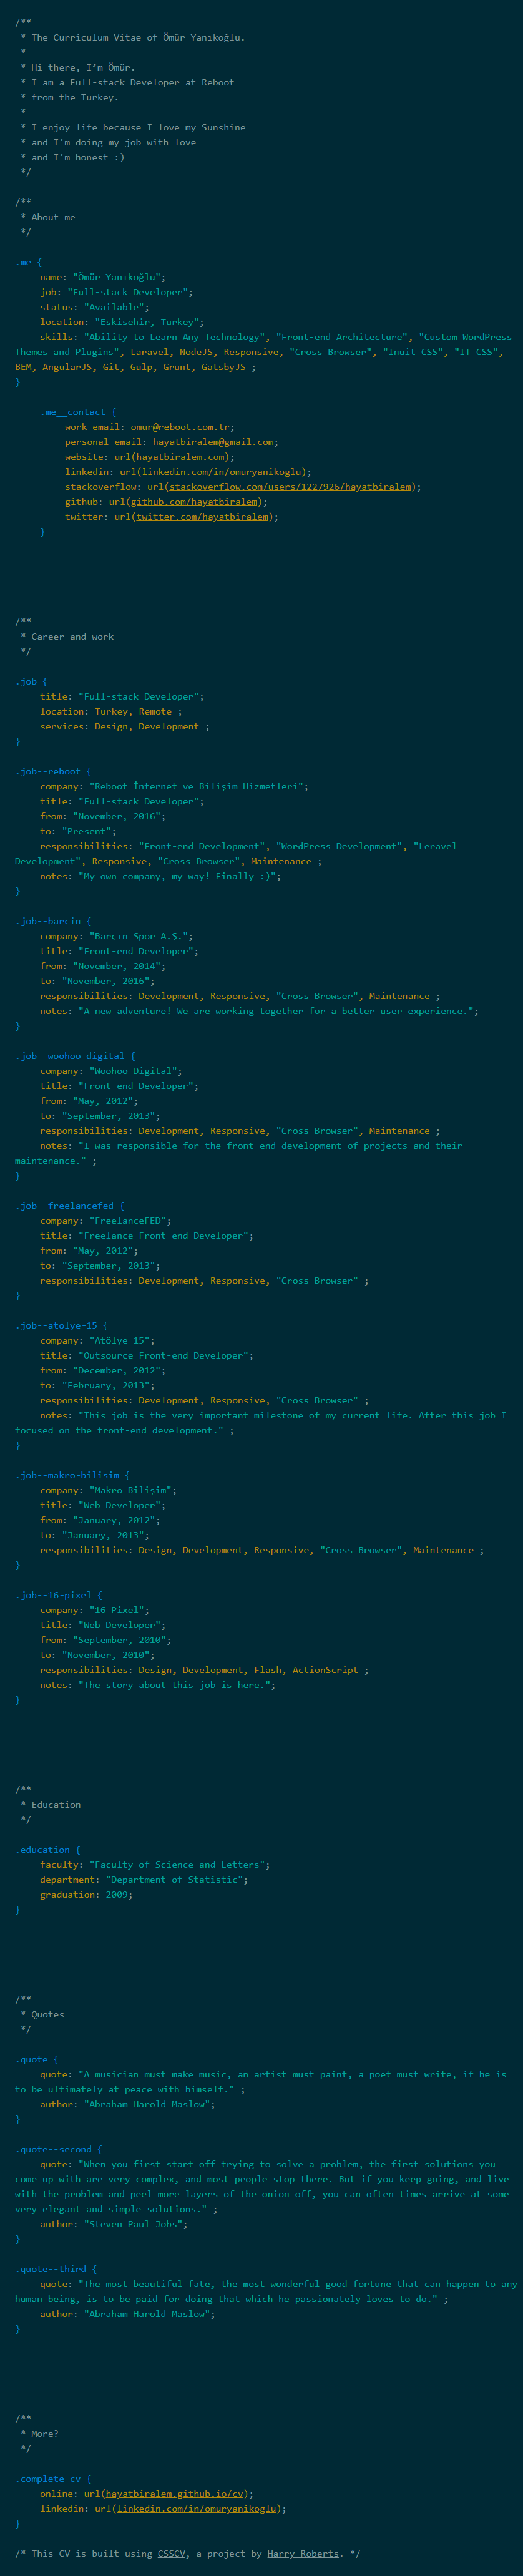 /**
 * The Curriculum Vitae of Ömür Yanıkoğlu.
 *
 * Hi there, I’m Ömür.
 * I am a Full-stack Developer at Reboot
 * from the Turkey.
 *
 * I enjoy life because I love my Sunshine
 * and I'm doing my job with love
 * and I'm honest :)
 */

/**
 * About me
 */

.me {
    name: "Ömür Yanıkoğlu";
    job: "Full-stack Developer";
    status: "Available";
    location: "Eskisehir, Turkey";
    skills: "Ability to Learn Any Technology", "Front-end Architecture", "Custom WordPress
Themes and Plugins", Laravel, NodeJS, Responsive, "Cross Browser", "Inuit CSS", "IT CSS",
BEM, AngularJS, Git, Gulp, Grunt, GatsbyJS ;
}

    .me__contact {
        work-email: omur@reboot.com.tr;
        personal-email: hayatbiralem@gmail.com;
        website: url(hayatbiralem.com);
        linkedin: url(linkedin.com/in/omuryanikoglu);
        stackoverflow: url(stackoverflow.com/users/1227926/hayatbiralem);
        github: url(github.com/hayatbiralem);
        twitter: url(twitter.com/hayatbiralem);
    }

/**
 * Career and work
 */

.job {
    title: "Full-stack Developer";
    location: Turkey, Remote ;
    services: Design, Development ;
}

.job--reboot {
    company: "Reboot İnternet ve Bilişim Hizmetleri";
    title: "Full-stack Developer";
    from: "November, 2016";
    to: "Present";
    responsibilities: "Front-end Development", "WordPress Development", "Leravel
Development", Responsive, "Cross Browser", Maintenance ;
    notes: "My own company, my way! Finally :)";
}

.job--barcin {
    company: "Barçın Spor A.Ş.";
    title: "Front-end Developer";
    from: "November, 2014";
    to: "November, 2016";
    responsibilities: Development, Responsive, "Cross Browser", Maintenance ;
    notes: "A new adventure! We are working together for a better user experience.";
}

.job--woohoo-digital {
    company: "Woohoo Digital";
    title: "Front-end Developer";
    from: "May, 2012";
    to: "September, 2013";
    responsibilities: Development, Responsive, "Cross Browser", Maintenance ;
    notes: "I was responsible for the front-end development of projects and their
maintenance." ;
}

.job--freelancefed {
    company: "FreelanceFED";
    title: "Freelance Front-end Developer";
    from: "May, 2012";
    to: "September, 2013";
    responsibilities: Development, Responsive, "Cross Browser" ;
}

.job--atolye-15 {
    company: "Atölye 15";
    title: "Outsource Front-end Developer";
    from: "December, 2012";
    to: "February, 2013";
    responsibilities: Development, Responsive, "Cross Browser" ;
    notes: "This job is the very important milestone of my current life. After this job I
focused on the front-end development." ;
}

.job--makro-bilisim {
    company: "Makro Bilişim";
    title: "Web Developer";
    from: "January, 2012";
    to: "January, 2013";
    responsibilities: Design, Development, Responsive, "Cross Browser", Maintenance ;
}

.job--16-pixel {
    company: "16 Pixel";
    title: "Web Developer";
    from: "September, 2010";
    to: "November, 2010";
    responsibilities: Design, Development, Flash, ActionScript ;
    notes: "The story about this job is here.";
}

/**
 * Education
 */

.education {
    faculty: "Faculty of Science and Letters";
    department: "Department of Statistic";
    graduation: 2009;
}

/**
 * Quotes
 */

.quote {
    quote: "A musician must make music, an artist must paint, a poet must write, if he is
to be ultimately at peace with himself." ;
    author: "Abraham Harold Maslow";
}

.quote--second {
    quote: "When you first start off trying to solve a problem, the first solutions you
come up with are very complex, and most people stop there. But if you keep going, and live
with the problem and peel more layers of the onion off, you can often times arrive at some
very elegant and simple solutions." ;
    author: "Steven Paul Jobs";
}

.quote--third {
    quote: "The most beautiful fate, the most wonderful good fortune that can happen to any
human being, is to be paid for doing that which he passionately loves to do." ;
    author: "Abraham Harold Maslow";
}

/**
 * More?
 */

.complete-cv {
    online: url(hayatbiralem.github.io/cv);
    linkedin: url(linkedin.com/in/omuryanikoglu);
}

/* This CV is built using CSSCV, a project by Harry Roberts. */